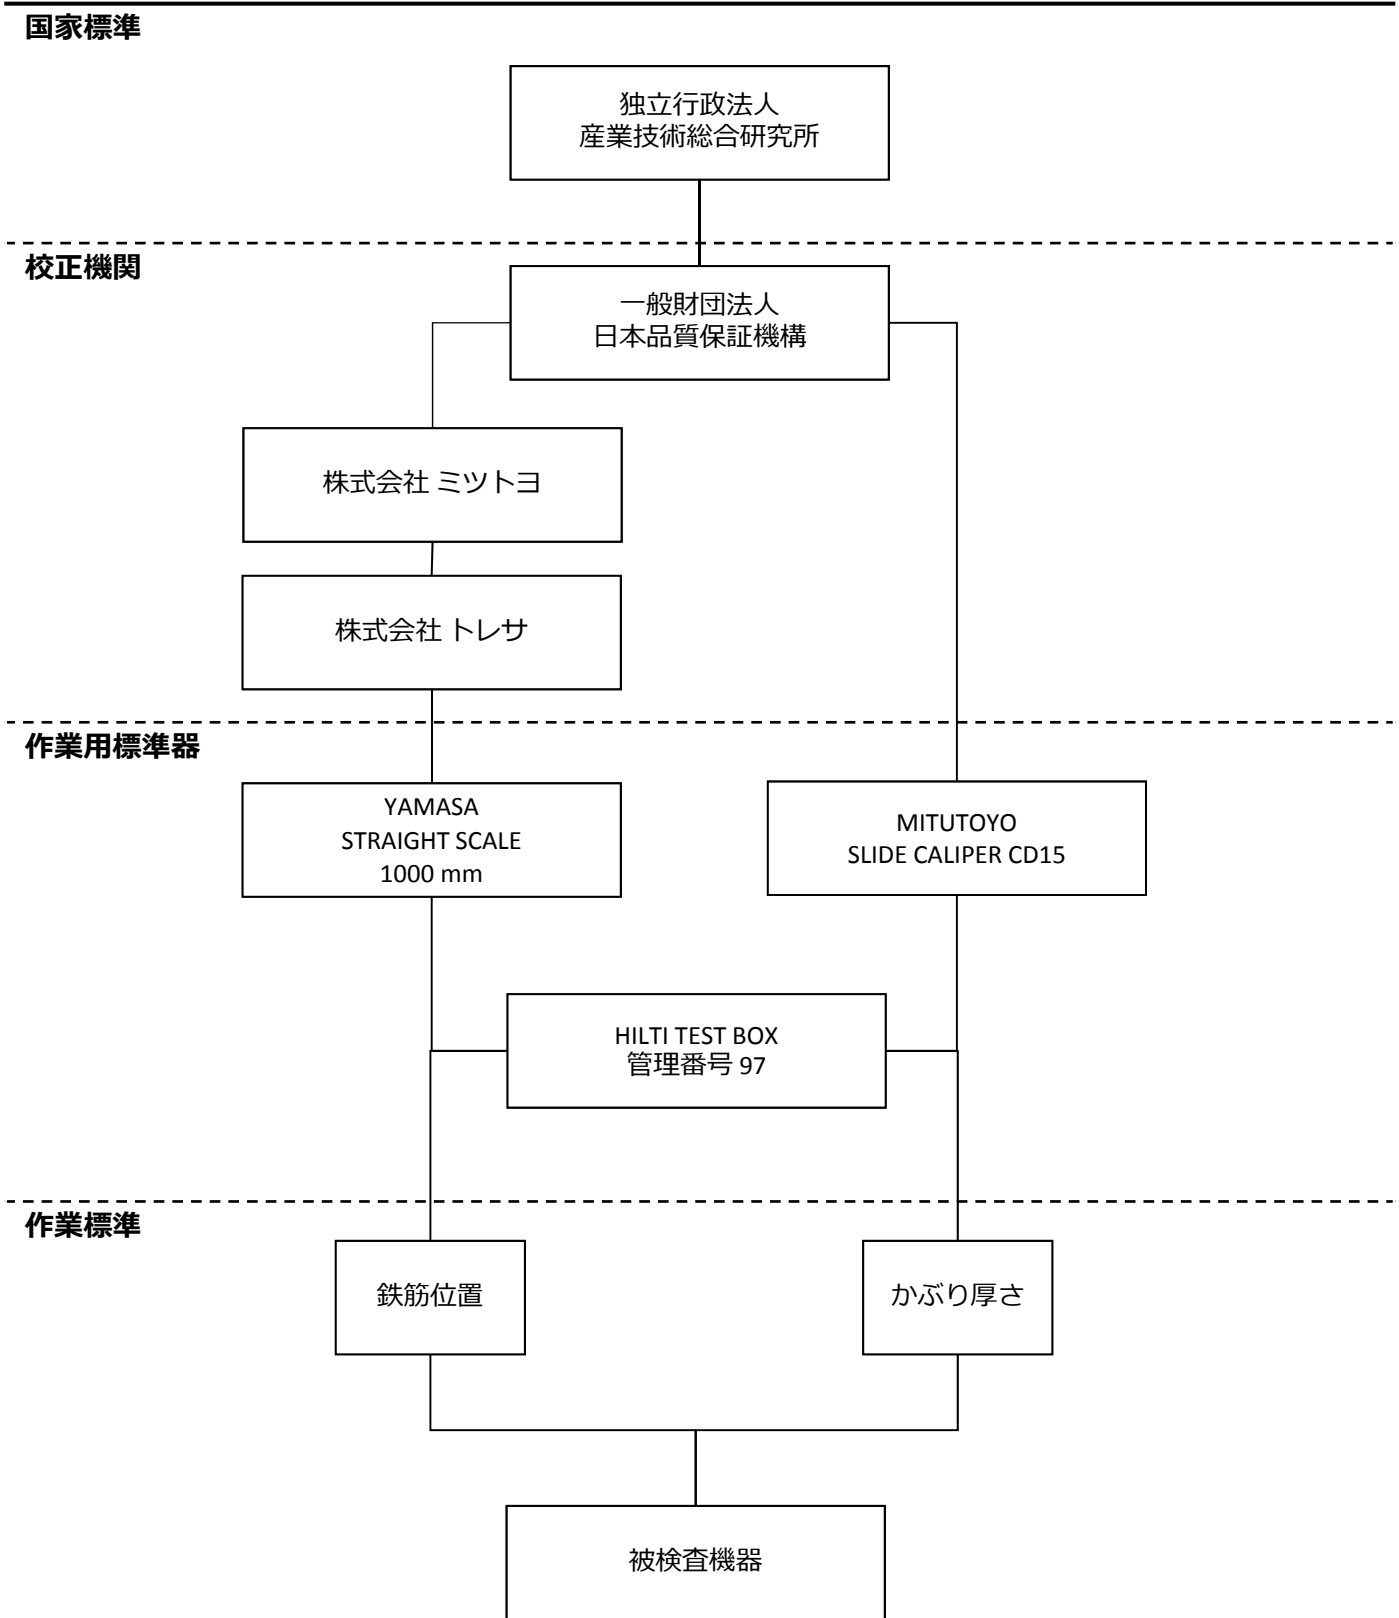 国家標準
独立行政法人
産業技術総合研究所
校正機関
一般財団法人
日本品質保証機構
株式会社 ミツトヨ
株式会社 トレサ
作業用標準器
YAMASA
STRAIGHT SCALE
1000 mm
MITUTOYO
SLIDE CALIPER CD15
HILTI TEST BOX
管理番号 97
作業標準
鉄筋位置
かぶり厚さ
被検査機器